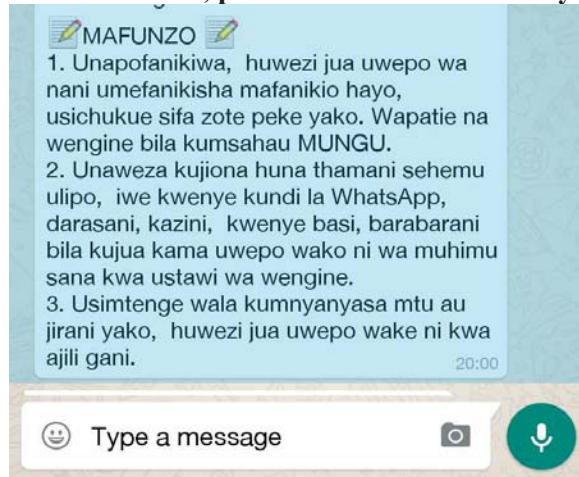 MAFUNZO
1. Unapofanikiwa, huwezi jua uwepo wa
nani umefanikisha mafanikio hayo,
usichukue sifa zote peke yako. Wapatie na
wengine bila kumsahau MUNGU.
2. Unaweza kujiona huna thamani sehemu
ulipo, iwe kwenye kundi la WhatsApp,
darasani, kazini, kwenye basi, barabarani
bila kujua kama uwepo wako ni wa muhimu
sana kwa ustawi wa wengine.
3. Usimtenge wala kumnyanyasa mtu au
jirani yako, huwezi jua uwepo wake ni kwa
ajili gani.
20:00
Type a message